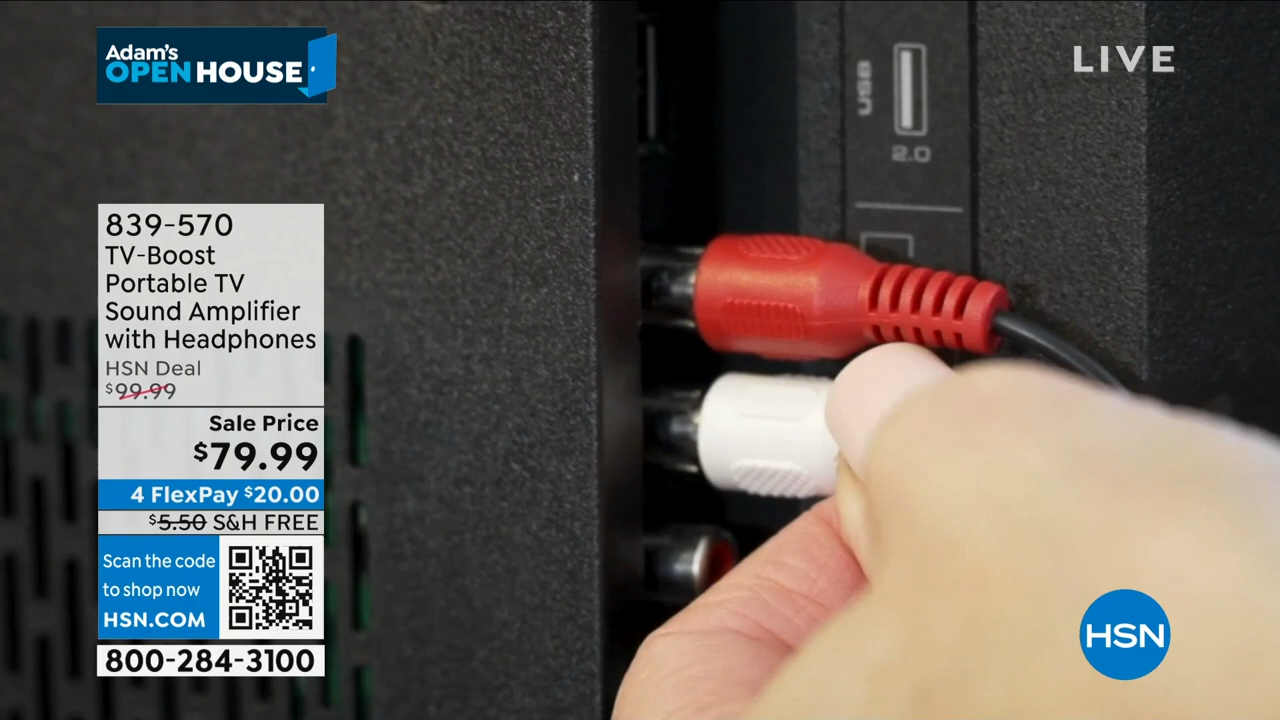 Adam's
OPEN HOUSE
LIVE
USB
2.0
839-570
TV-Boost
Portable TV
Sound Amplifier
with Headphones
HSN Deal
$99.99
Sale Price
$79.99
4 FlexPay $20.00
$5.50 S&H FREE
Scan the code
to shop now
HSN.COM
800-284-3100
HSN